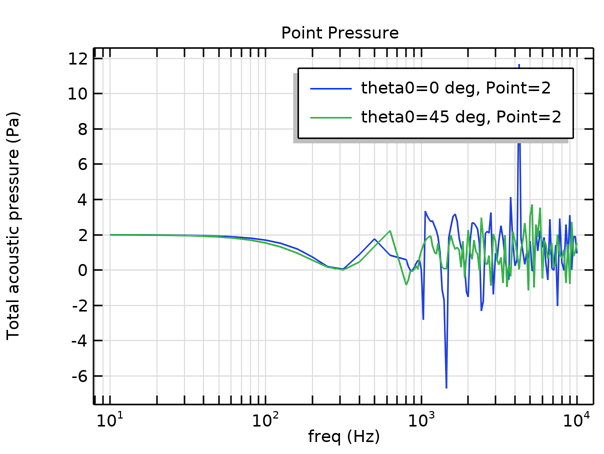 Point Pressure
Total acoustic pressure (Pa)
12
10
8
6
4
2
0
-2
-4
-6
theta0=0 deg, Point=2
theta0=45 deg, Point=2
10¹ 10² 10³ 10⁴
freq (Hz)